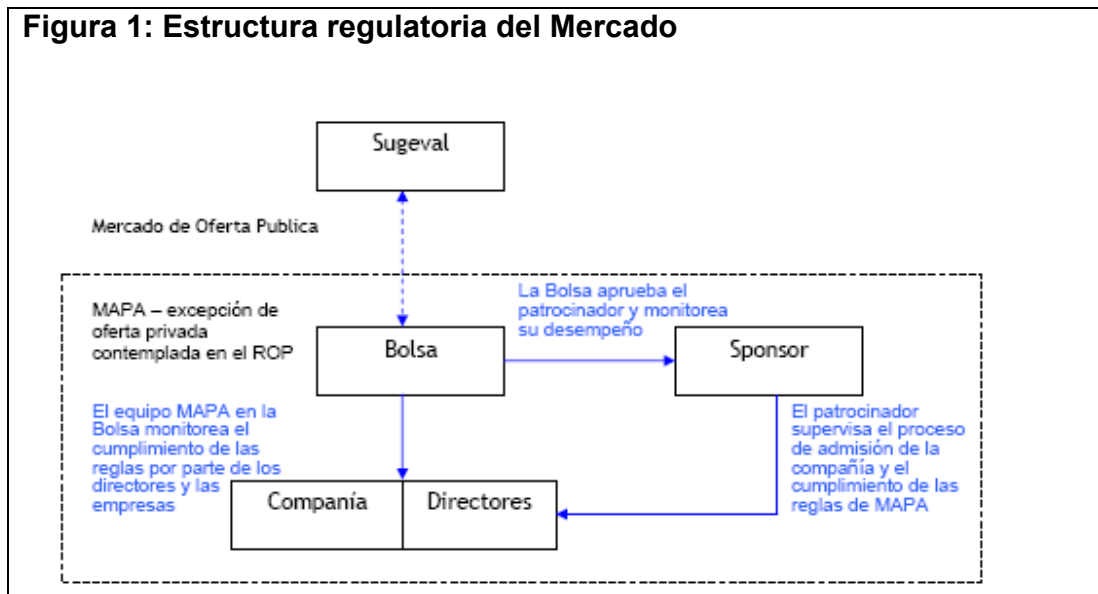 Figura 1: Estructura regulatoria del Mercado
Sugeval
Mercado de Oferta Publica
MAPA – excepción de
oferta privada
contemplada en el ROP
Bolsa
La Bolsa aprueba el
patrocinador y monitorea
su desempeño
Sponsor
El equipo MAPA en la
Bolsa monitorea el
cumplimiento de las
reglas por parte de los
directores y las
empresas
Compañía
Directores
El patrocinador
supervisa el proceso
de admisión de la
compañía y el
cumplimiento de las
reglas de MAPA